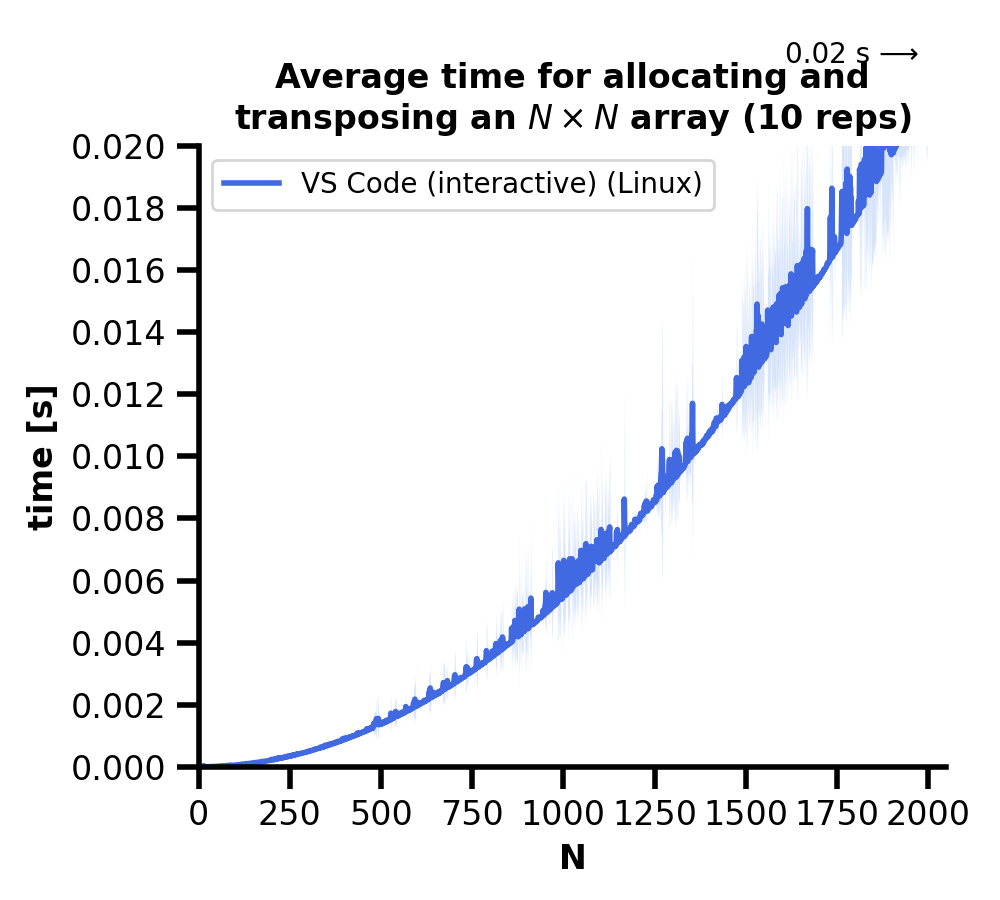 0.02 s ⟶
Average time for allocating and
transposing an N × N array (10 reps)
VS Code (interactive) (Linux)
0.020
0.018
0.016
0.014
0.012
0.010
0.008
0.006
0.004
0.002
0.000
time [s]
0 250 500 750 1000 1250 1500 1750 2000
N